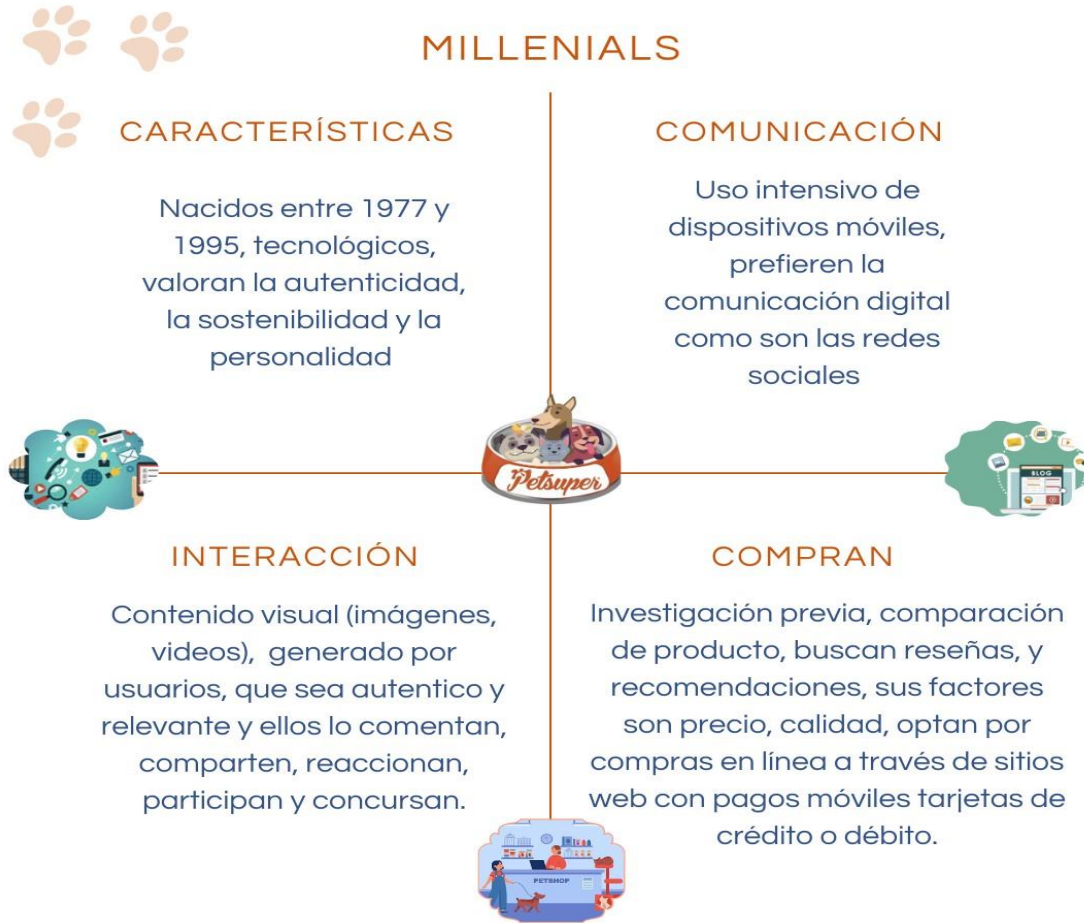 MILLENIALS
CARACTERÍSTICAS
Nacidos entre 1977 y
1995, tecnológicos,
valoran la autenticidad,
la sostenibilidad y la
personalidad
COMUNICACIÓN
Uso intensivo de
dispositivos móviles,
prefieren la
comunicación digital
como son las redes
sociales
Petsuper
BLOG
INTERACCIÓN
Contenido visual (imágenes,
videos), generado por
usuarios, que sea autentico y
relevante y ellos lo comentan,
comparten, reaccionan,
participan y concursan.
COMPRAN
Investigación previa, comparación
de producto, buscan reseñas, y
recomendaciones, sus factores
son precio, calidad, optan por
compras en línea a través de sitios
web con pagos móviles tarjetas de
crédito o débito.
PETSHOP